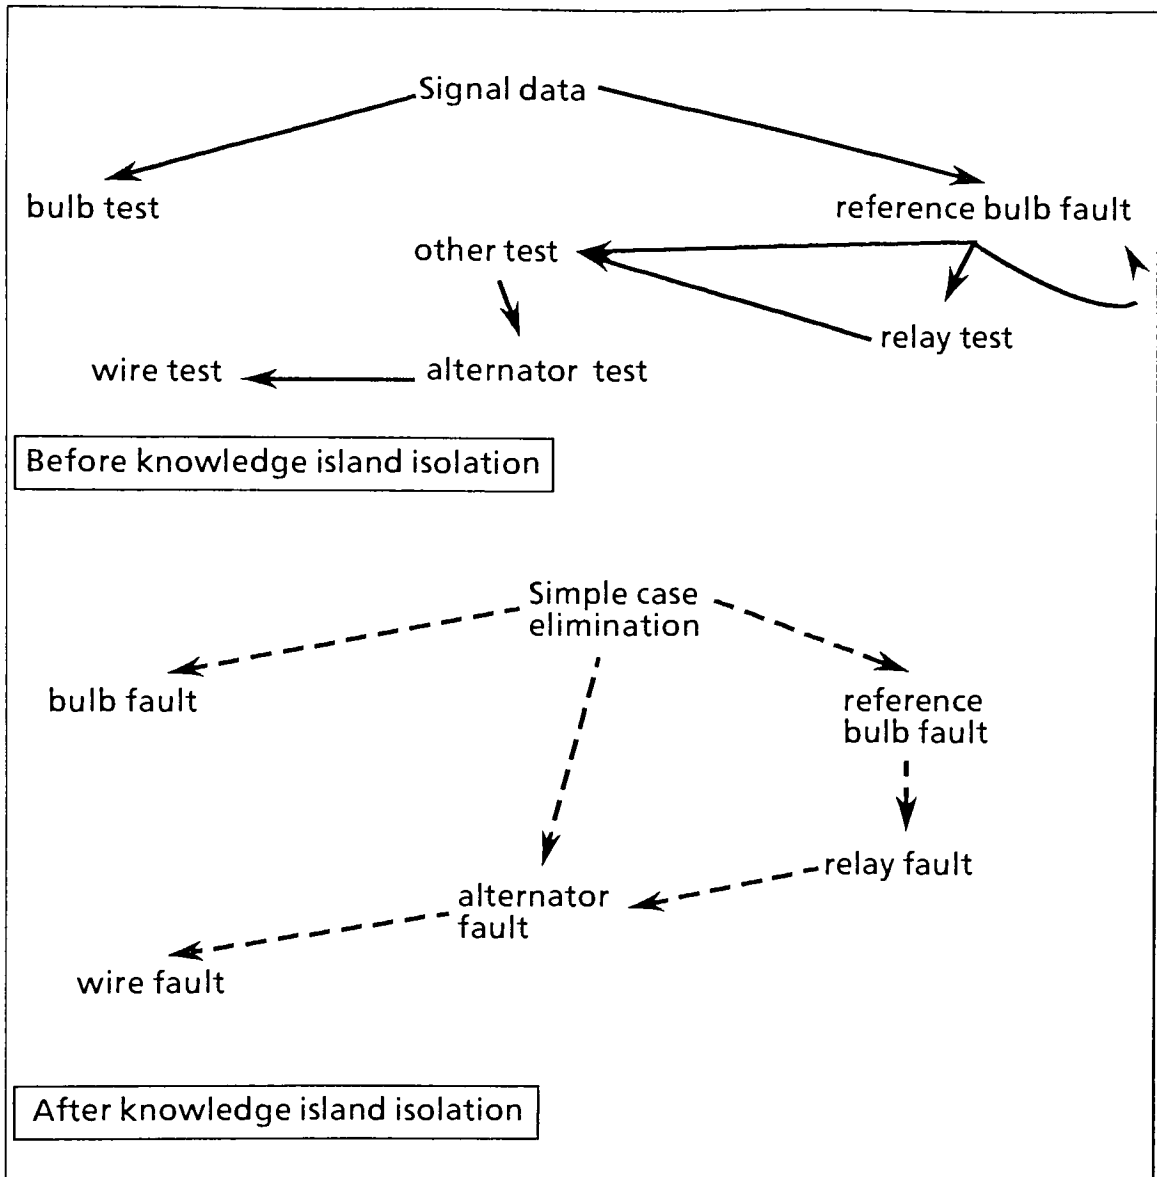 Signal data
bulb test
reference bulb fault
other test
relay test
wire test
alternator test
Before knowledge island isolation
Simple case
elimination
bulb fault
reference
bulb fault
relay fault
alternator
fault
wire fault
After knowledge island isolation